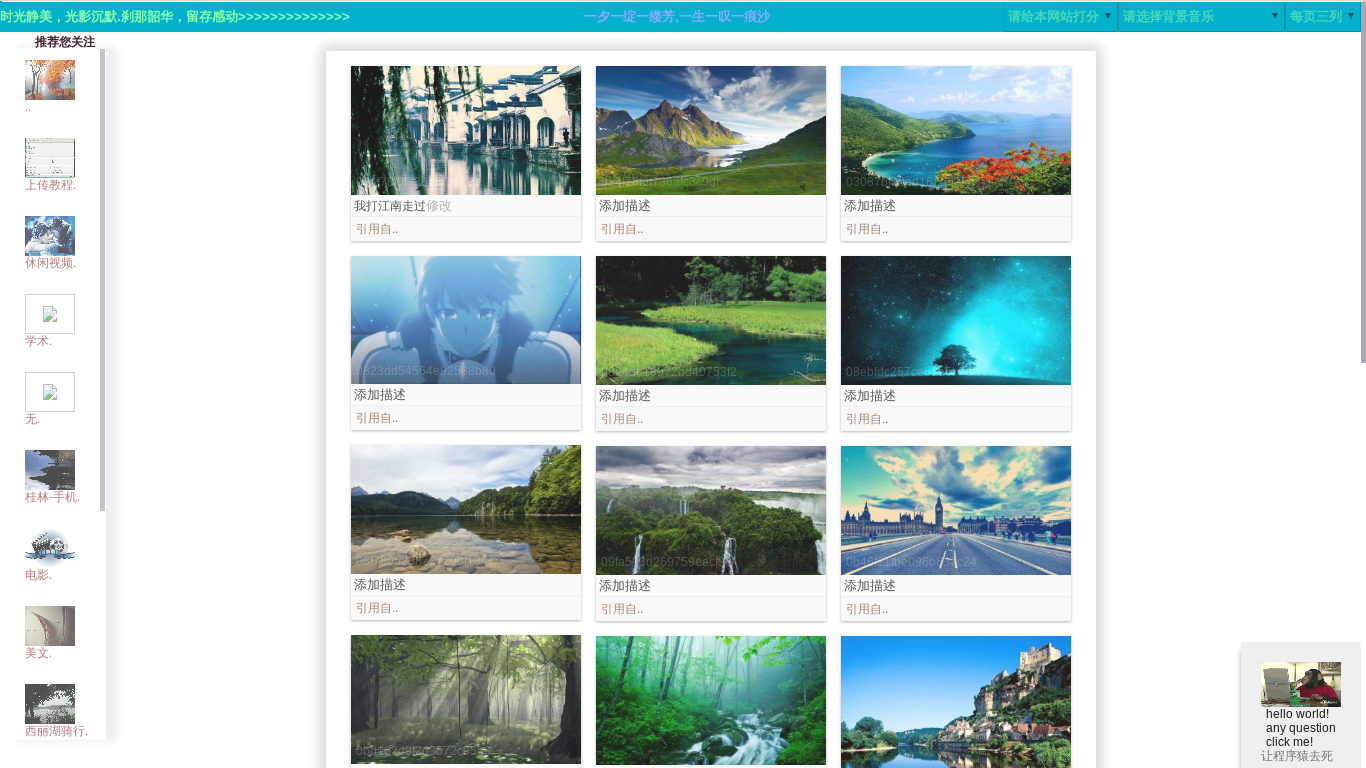 时光静美，光影沉默.刹那韶华，留存感动>>>>>>>>>>>>>>
一夕一绽一缕芳,一生一叹一痕沙
请给本网站打分
请选择背景音乐
每页三列
推荐您关注
..
上传教程.
休闲视频.
学术.
无.
桂林-手机.
电影.
美文.
西丽湖骑行.
我打江南走过修改
引用自..
添加描述
引用自..
添加描述
引用自..
0823dd54564e92588b80
添加描述
引用自..
添加描述
引用自..
添加描述
引用自..
添加描述
引用自..
添加描述
引用自..
添加描述
引用自..
hello world!
any question
click me!
让程序猿去死